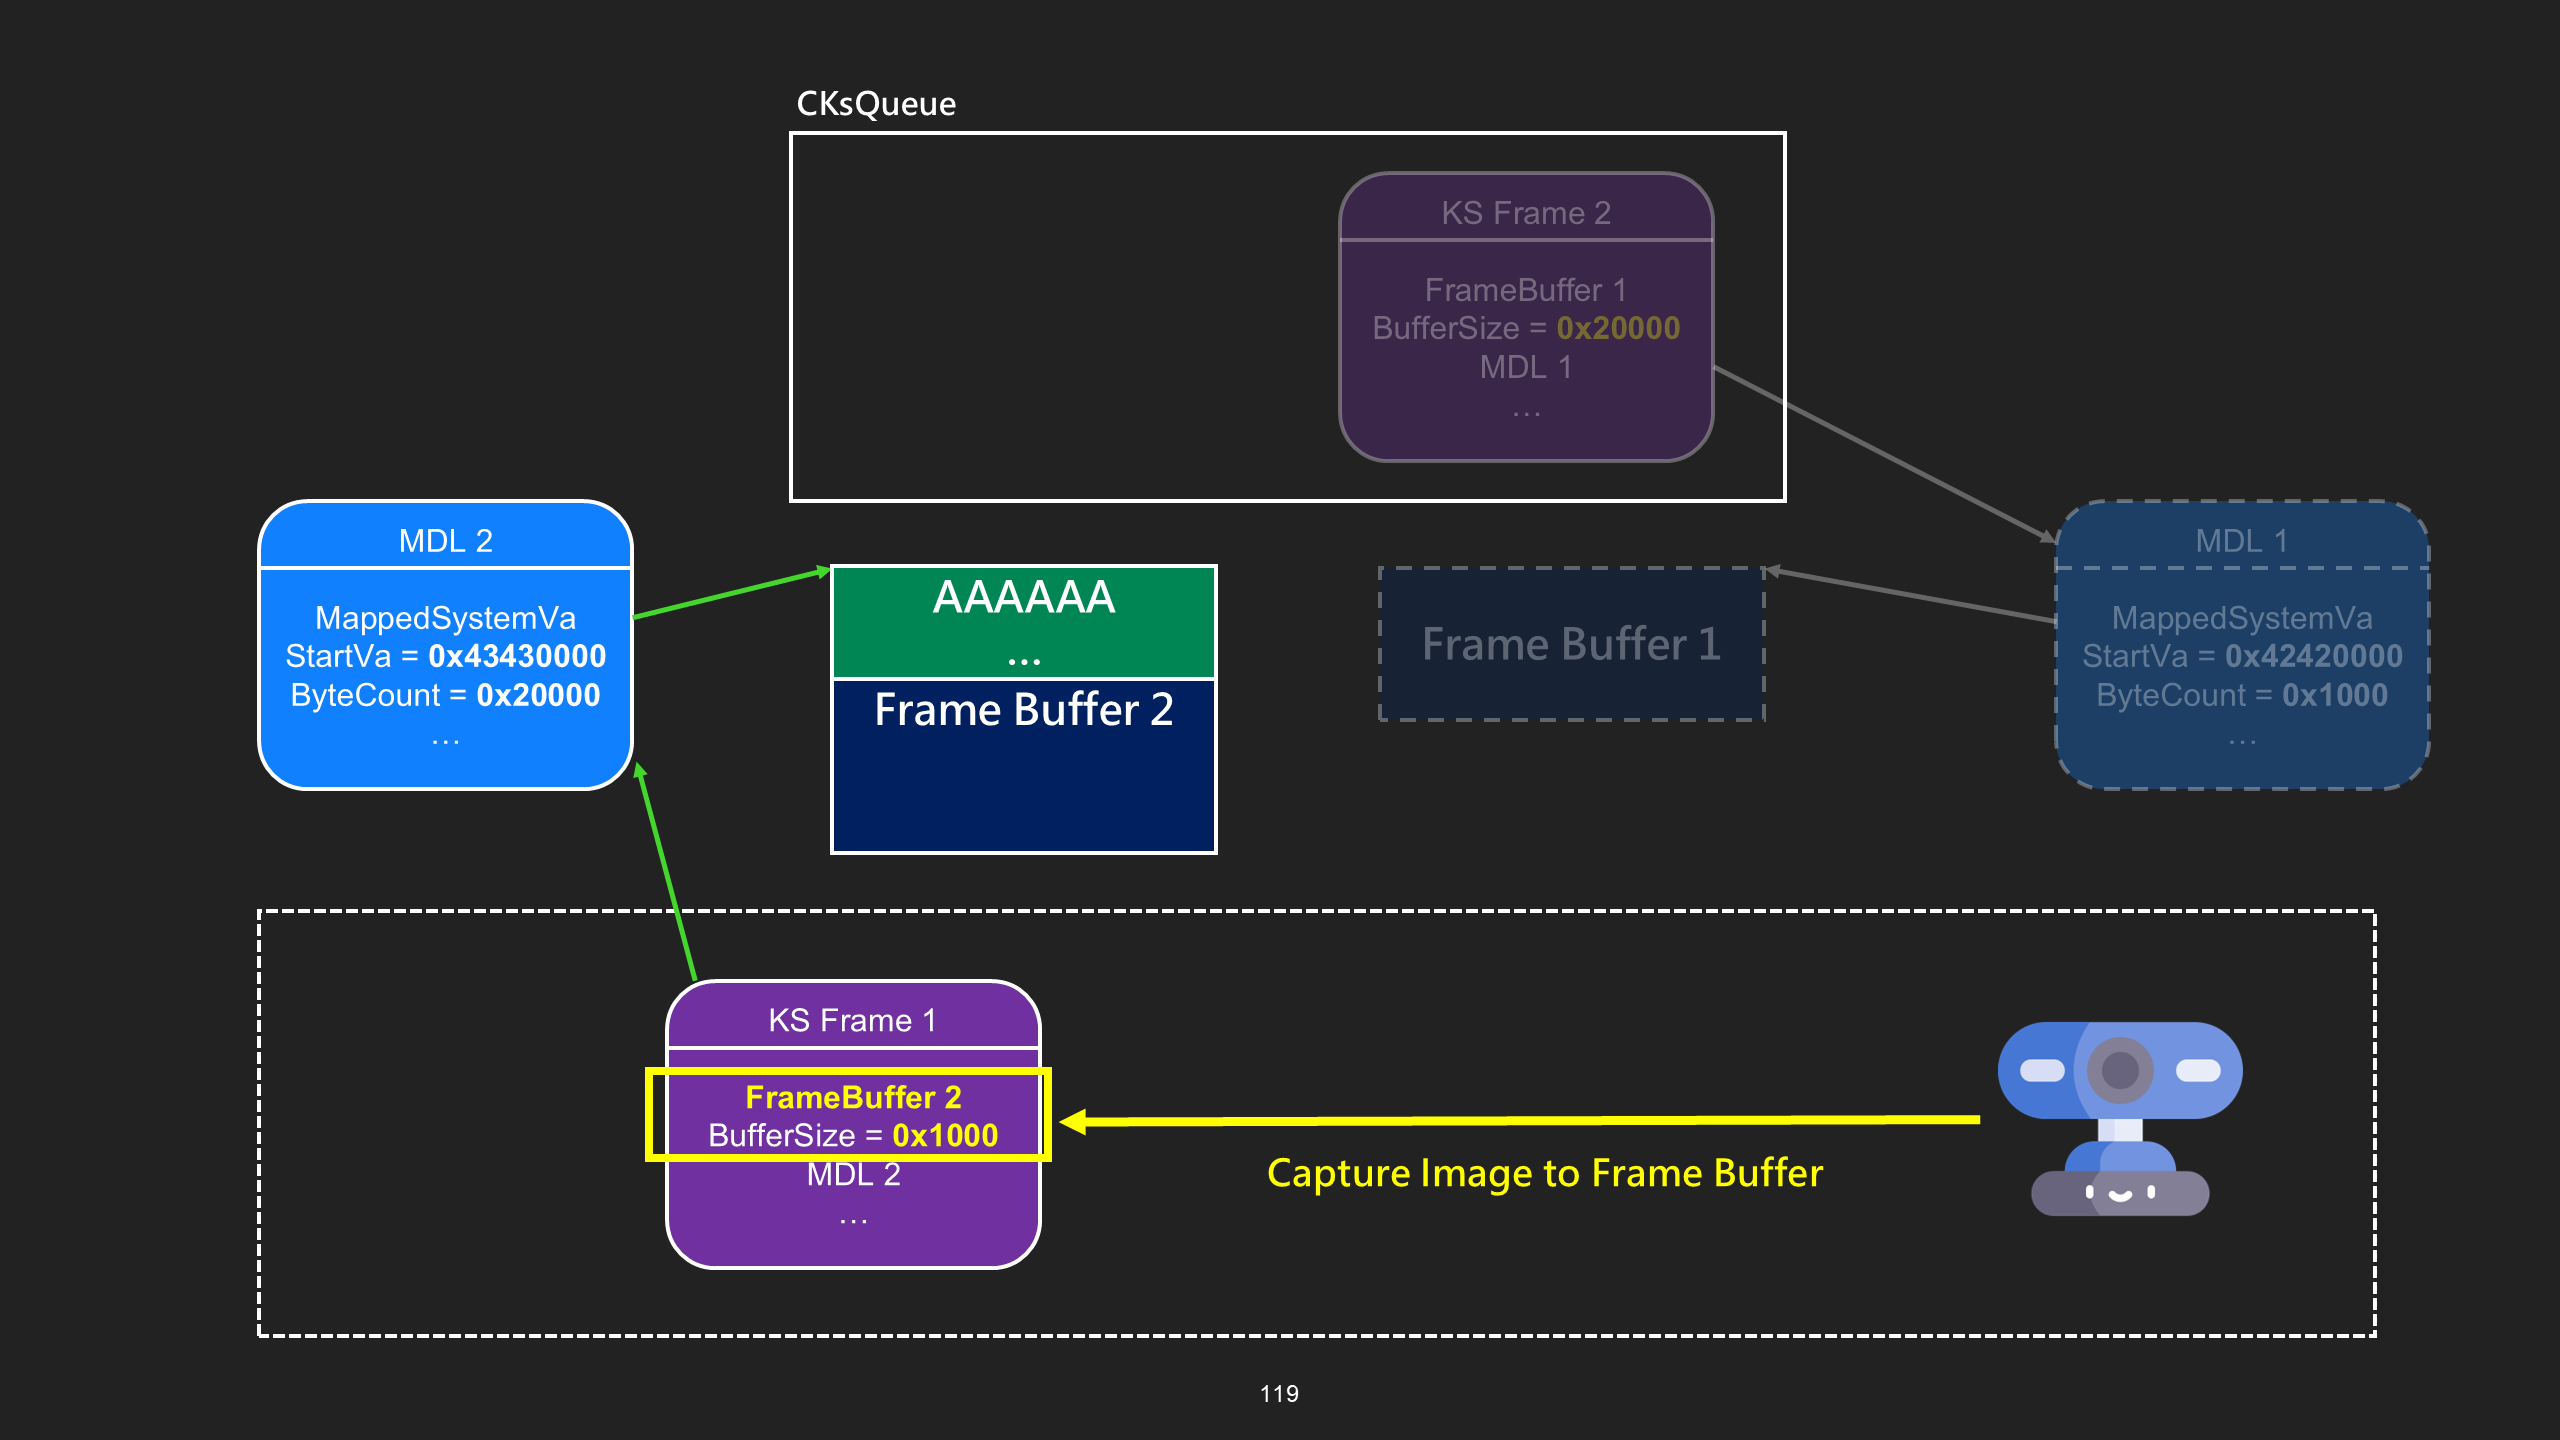 CKsQueue
KS Frame 2
FrameBuffer 1
BufferSize = 0x20000
MDL 1
...
MDL 2
MappedSystemVa
StartVa = 0x43430000
ByteCount = 0x20000
...
AAAAAA
...
Frame Buffer 2
Frame Buffer 1
MDL 1
MappedSystemVa
StartVa = 0x42420000
ByteCount = 0x1000
...
KS Frame 1
FrameBuffer 2
BufferSize = 0x1000
MDL 2
...
Capture Image to Frame Buffer
119